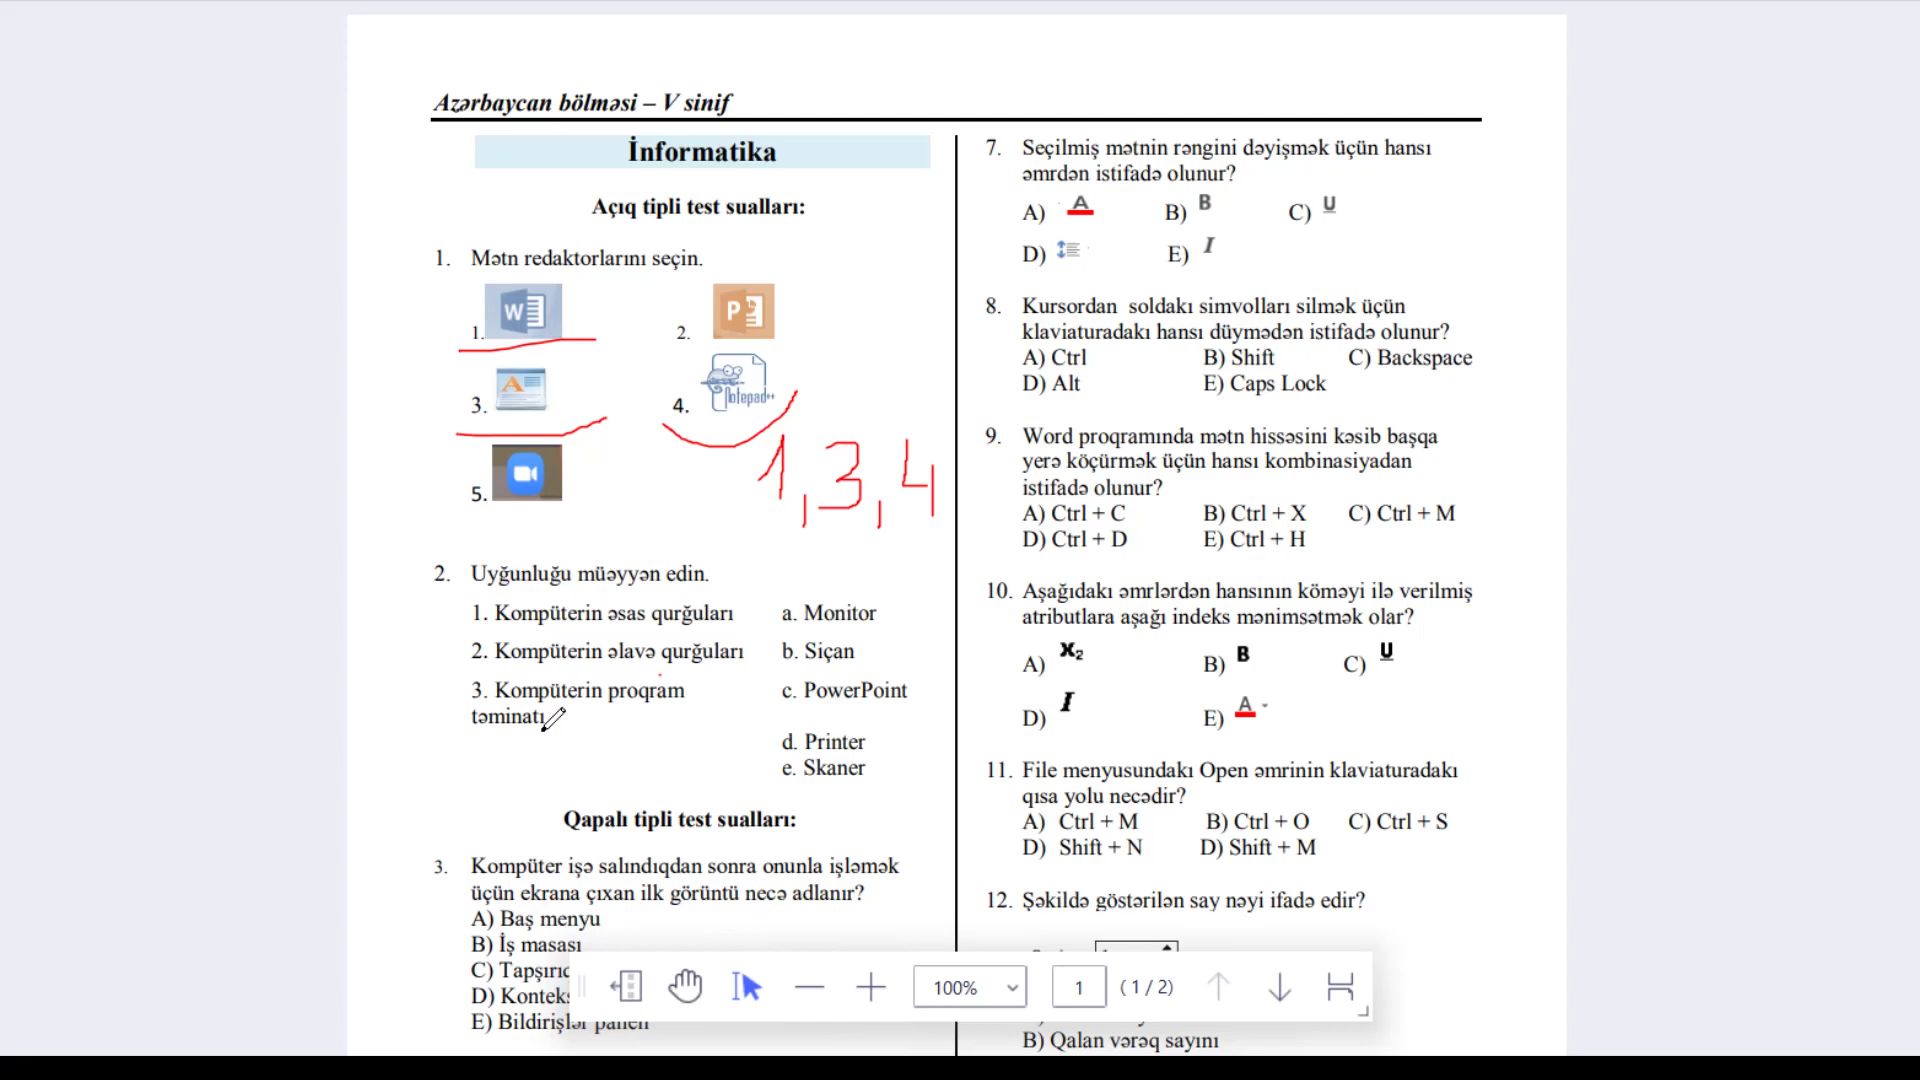 Azərbaycan bölməsi – V sinif
İnformatika
Açıq tipli test sualları:
1. Mətn redaktorlarını seçin.
1. W
2. P
3. A
4. Notepad++
5.
1,3,4
2. Uyğunluğu müəyyən edin.
1. Kompüterin əsas qurğuları a. Monitor
2. Kompüterin əlavə qurğuları b. Siçan
3. Kompüterin proqram c. PowerPoint
təminatı
d. Printer
e. Skaner
Qapalı tipli test sualları:
3. Kompüter işə salındıqdan sonra onunla işləmək
üçün ekrana çıxan ilk görüntü necə adlanır?
A) Baş menyu
B) İş masası
C) Tapşırıq
D) Konteks
E) Bildirişlər paneli
7. Seçilmiş mətnin rəngini dəyişmək üçün hansı
əmrdən istifadə olunur?
A) A B) B C) U
D) E) I
8. Kursordan soldakı simvolları silmək üçün
klaviaturadakı hansı düymədən istifadə olunur?
A) Ctrl B) Shift C) Backspace
D) Alt E) Caps Lock
9. Word proqramında mətn hissəsini kəsib başqa
yerə köçürmək üçün hansı kombinasiyadan
istifadə olunur?
A) Ctrl + C B) Ctrl + X C) Ctrl + M
D) Ctrl + D E) Ctrl + H
10. Aşağıdakı əmrlərdən hansının köməyi ilə verilmiş
atributlara aşağı indeks mənimsətmək olar?
A) X₂ B) B C) U
D) I E) A
11. File menyusundakı Open əmrinin klaviaturadakı
qısa yolu necədir?
A) Ctrl + M B) Ctrl + O C) Ctrl + S
D) Shift + N D) Shift + M
12. Şəkildə göstərilən say nəyi ifadə edir?
B) Qalan vərəq sayını
100% 1 (1 / 2)